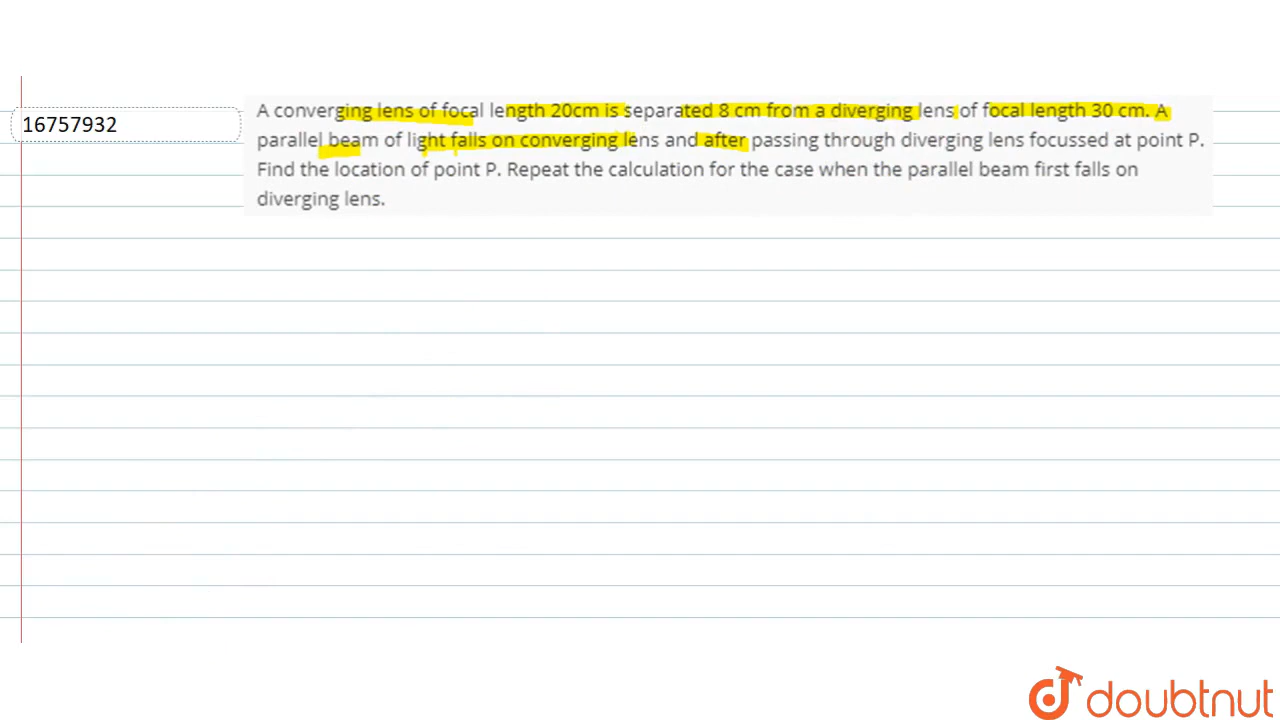 16757932
A converging lens of focal length 20cm is separated 8 cm from a diverging lens of focal length 30 cm. A
parallel beam of light falls on converging lens and after passing through diverging lens focussed at point P.
Find the location of point P. Repeat the calculation for the case when the parallel beam first falls on
diverging lens.
doubtnut